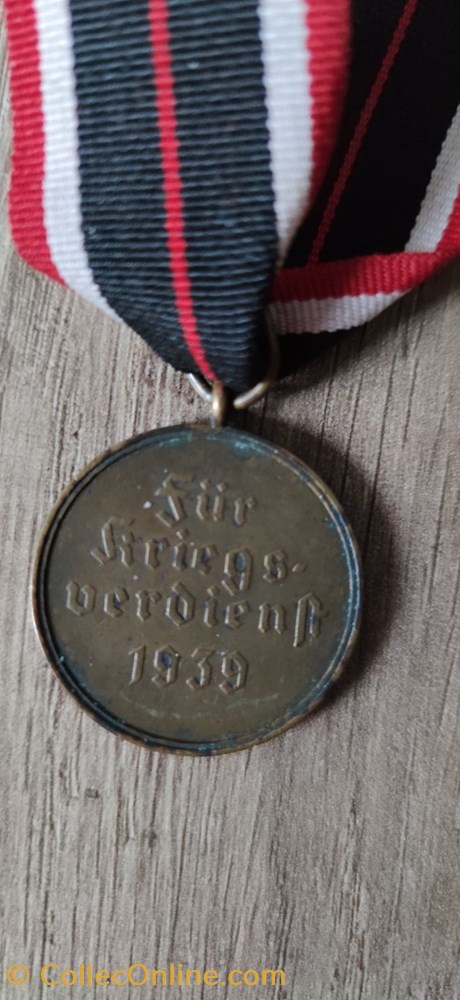 Für
Kriegs-
verdienst
1939
© CollecOnline.com